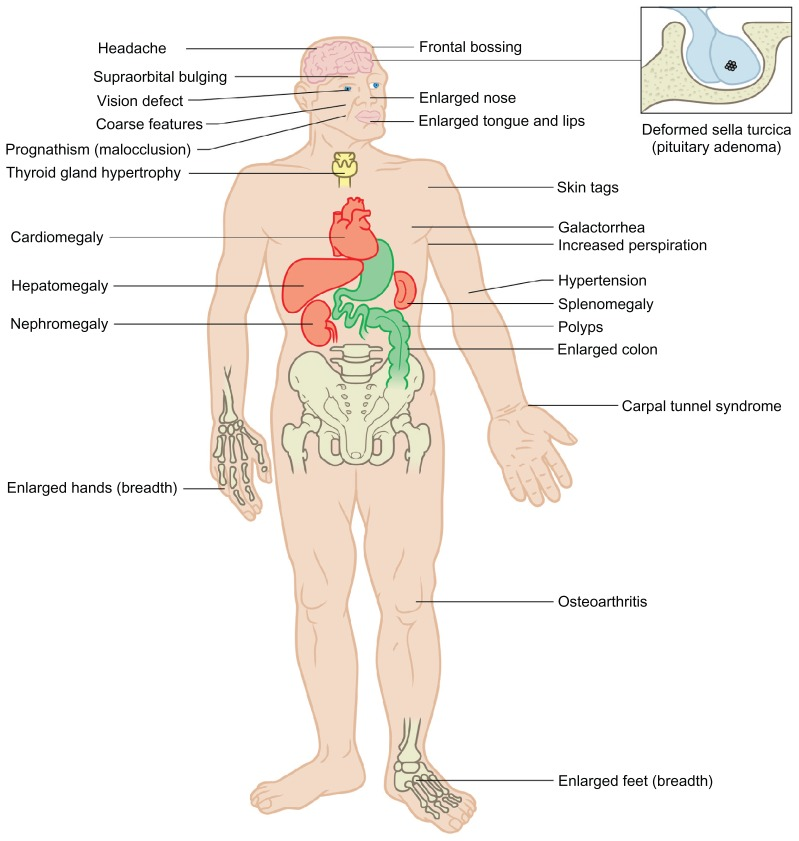 Headache
Frontal bossing
Supraorbital bulging
Vision defect
Enlarged nose
Coarse features
Enlarged tongue and lips
Deformed sella turcica
(pituitary adenoma)
Prognathism (malocclusion)
Thyroid gland hypertrophy
Skin tags
Galactorrhea
Cardiomegaly
Increased perspiration
Hypertension
Hepatomegaly
Splenomegaly
Nephromegaly
Polyps
Enlarged colon
Carpal tunnel syndrome
Enlarged hands (breadth)
Osteoarthritis
Enlarged feet (breadth)